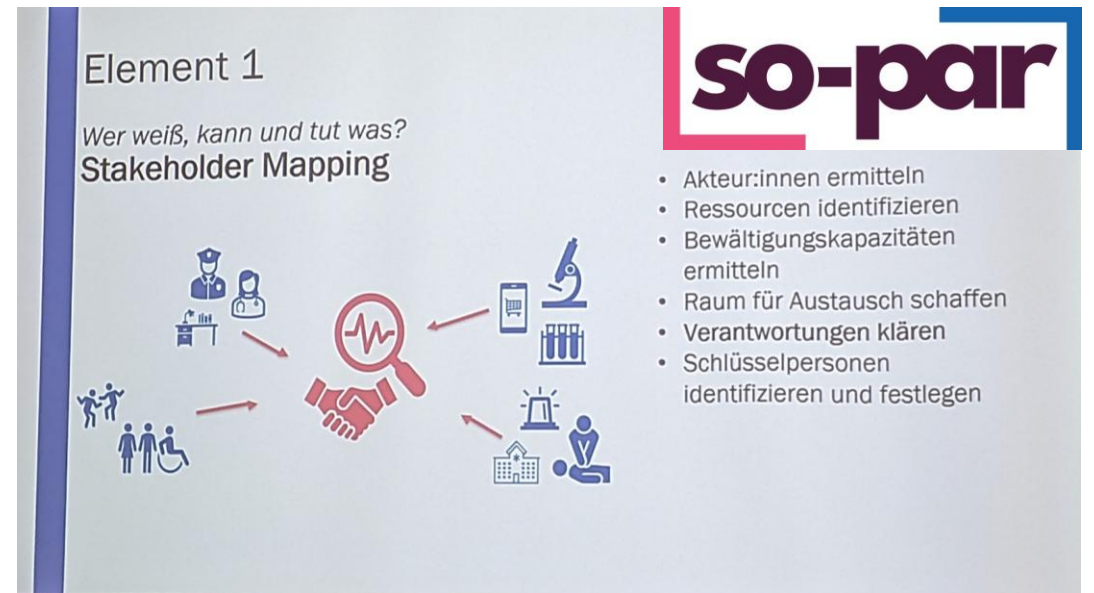 Element 1
Wer weiß, kann und tut was?
Stakeholder Mapping
so-par
• Akteur:innen ermitteln
• Ressourcen identifizieren
• Bewältigungskapazitäten
ermitteln
• Raum für Austausch schaffen
• Verantwortungen klären
• Schlüsselpersonen
identifizieren und festlegen